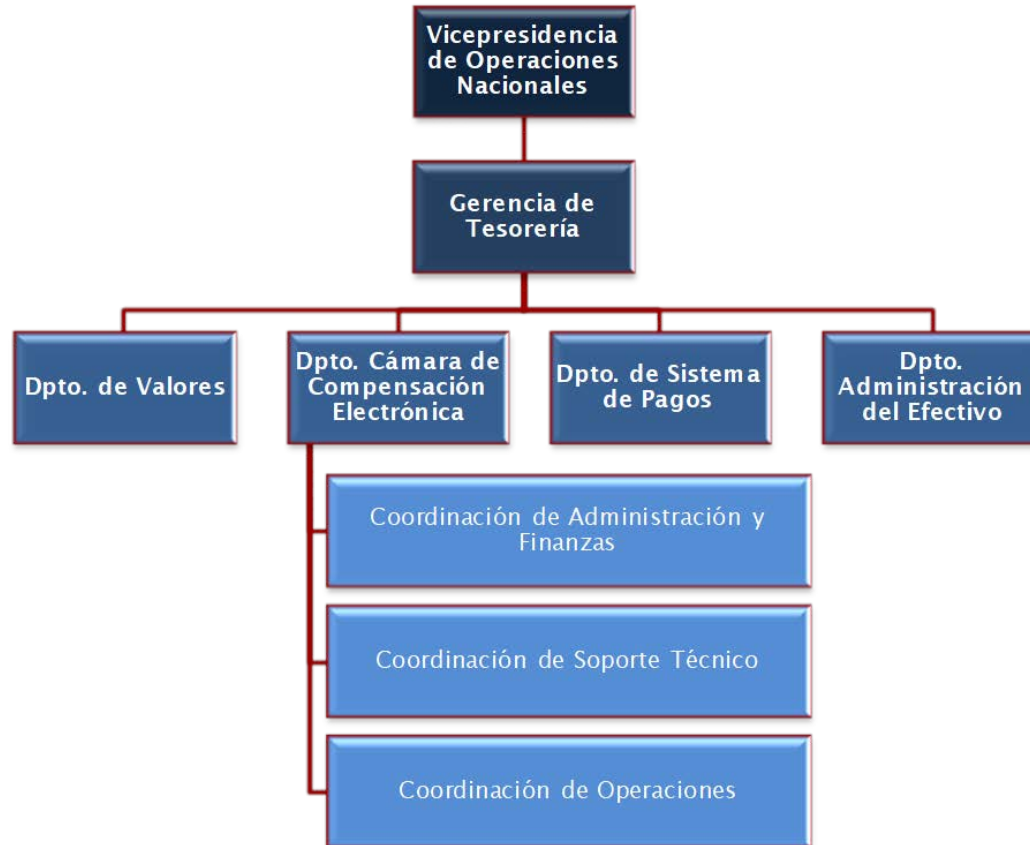 Vicepresidencia
de Operaciones
Nacionales
Gerencia de
Tesorería
Dpto. de Valores
Dpto. Cámara de
Compensación
Electrónica
Dpto. de Sistema
de Pagos
Dpto.
Administración
del Efectivo
Coordinación de Administración y
Finanzas
Coordinación de Soporte Técnico
Coordinación de Operaciones